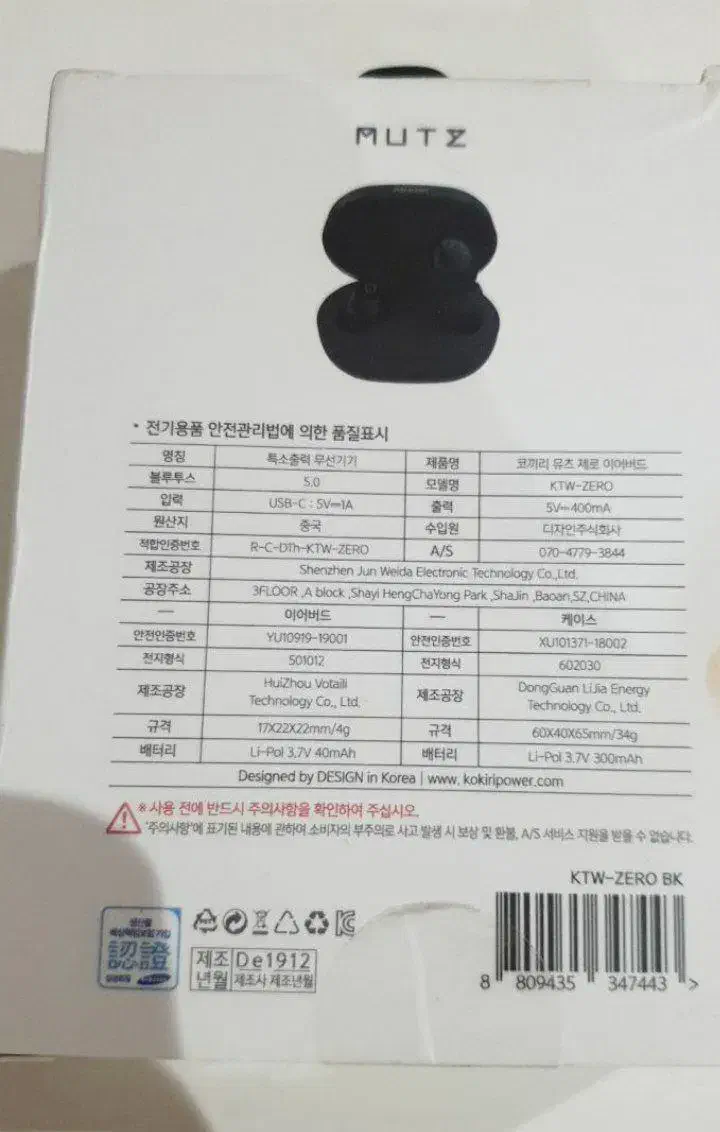 MUTZ
* 전기용품 안전관리법에 의한 품질표시
명칭 특소출력 무선기기 제품명 코끼리 뮤츠 제로 이어버드
블루투스 5.0 모델명 KTW-ZERO
입력 USB-C : 5V⎓1A 출력 5V⎓400mA
원산지 중국 수입원 디자인주식회사
적합인증번호 R-C-DTh-KTW-ZERO A/S 070-4779-3844
제조공장 Shenzhen Jun Weida Electronic Technology Co.,Ltd.
공장주소 3FLOOR ,A block ,Shayi HengChaYong Park ,ShaJin ,Baoan,SZ,CHINA
— 이어버드 — 케이스
안전인증번호 YU10919-19001 안전인증번호 XU101371-18002
전지형식 501012 전지형식 602030
제조공장 HuiZhou Votaili Technology Co., Ltd. 제조공장 DongGuan LiJia Energy Technology Co., Ltd.
규격 17X22X22mm/4g 규격 60X40X65mm/34g
배터리 Li-Pol 3.7V 40mAh 배터리 Li-Pol 3.7V 300mAh
Designed by DESIGN in Korea | www. kokiripower.com
※ 사용 전에 반드시 주의사항을 확인하여 주십시오.
'주의사항'에 표기된 내용에 관하여 소비자의 부주의로 사고 발생 시 보상 및 환불, A/S 서비스 지원을 받을 수 없습니다.
KTW-ZERO BK
생산물
배상책임보험 가입
認證
제조년월 De1912
제조사 제조년월
8 809435 347443 >